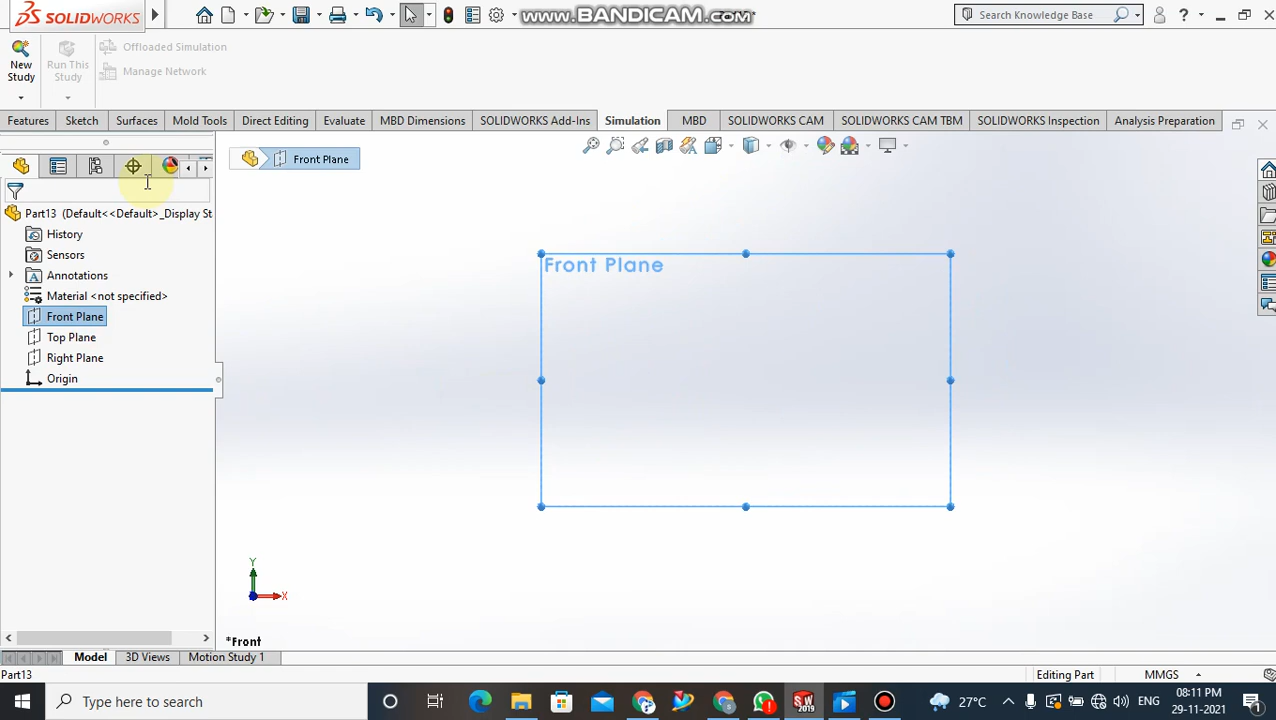 SOLIDWORKS
www.BANDICAM.com
Search Knowledge Base
?
New Study
Run This Study
Offloaded Simulation
Manage Network
Features
Sketch
Surfaces
Mold Tools
Direct Editing
Evaluate
MBD Dimensions
SOLIDWORKS Add-Ins
Simulation
MBD
SOLIDWORKS CAM
SOLIDWORKS CAM TBM
SOLIDWORKS Inspection
Analysis Preparation
Front Plane
Part13 (Default<<Default>_Display St
History
Sensors
Annotations
Material <not specified>
Front Plane
Top Plane
Right Plane
Origin
Front Plane
Y
X
*Front
Model
3D Views
Motion Study 1
Part13
Editing Part
MMGS
Type here to search
SW
2019
27°C
ENG
08:11 PM
29-11-2021
1